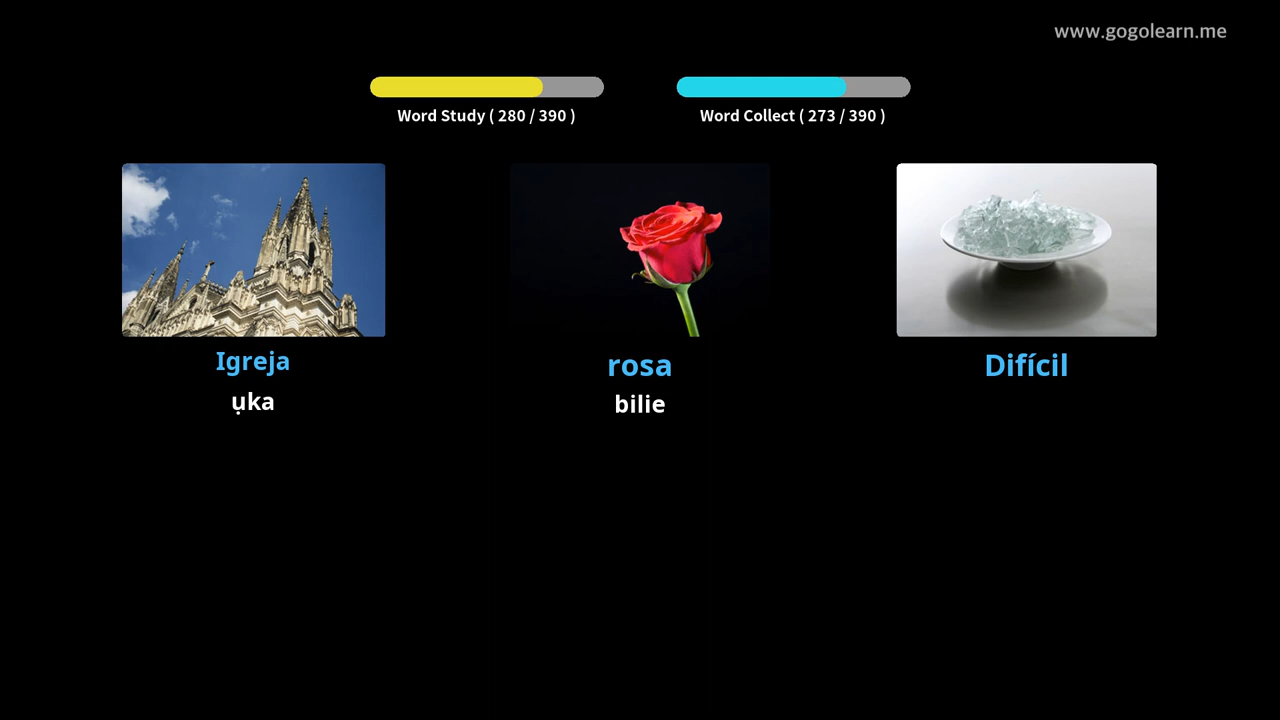 www.gogolearn.me
Word Study ( 280 / 390 )
Word Collect ( 273 / 390 )
Igreja
ụka
rosa
bilie
Difícil